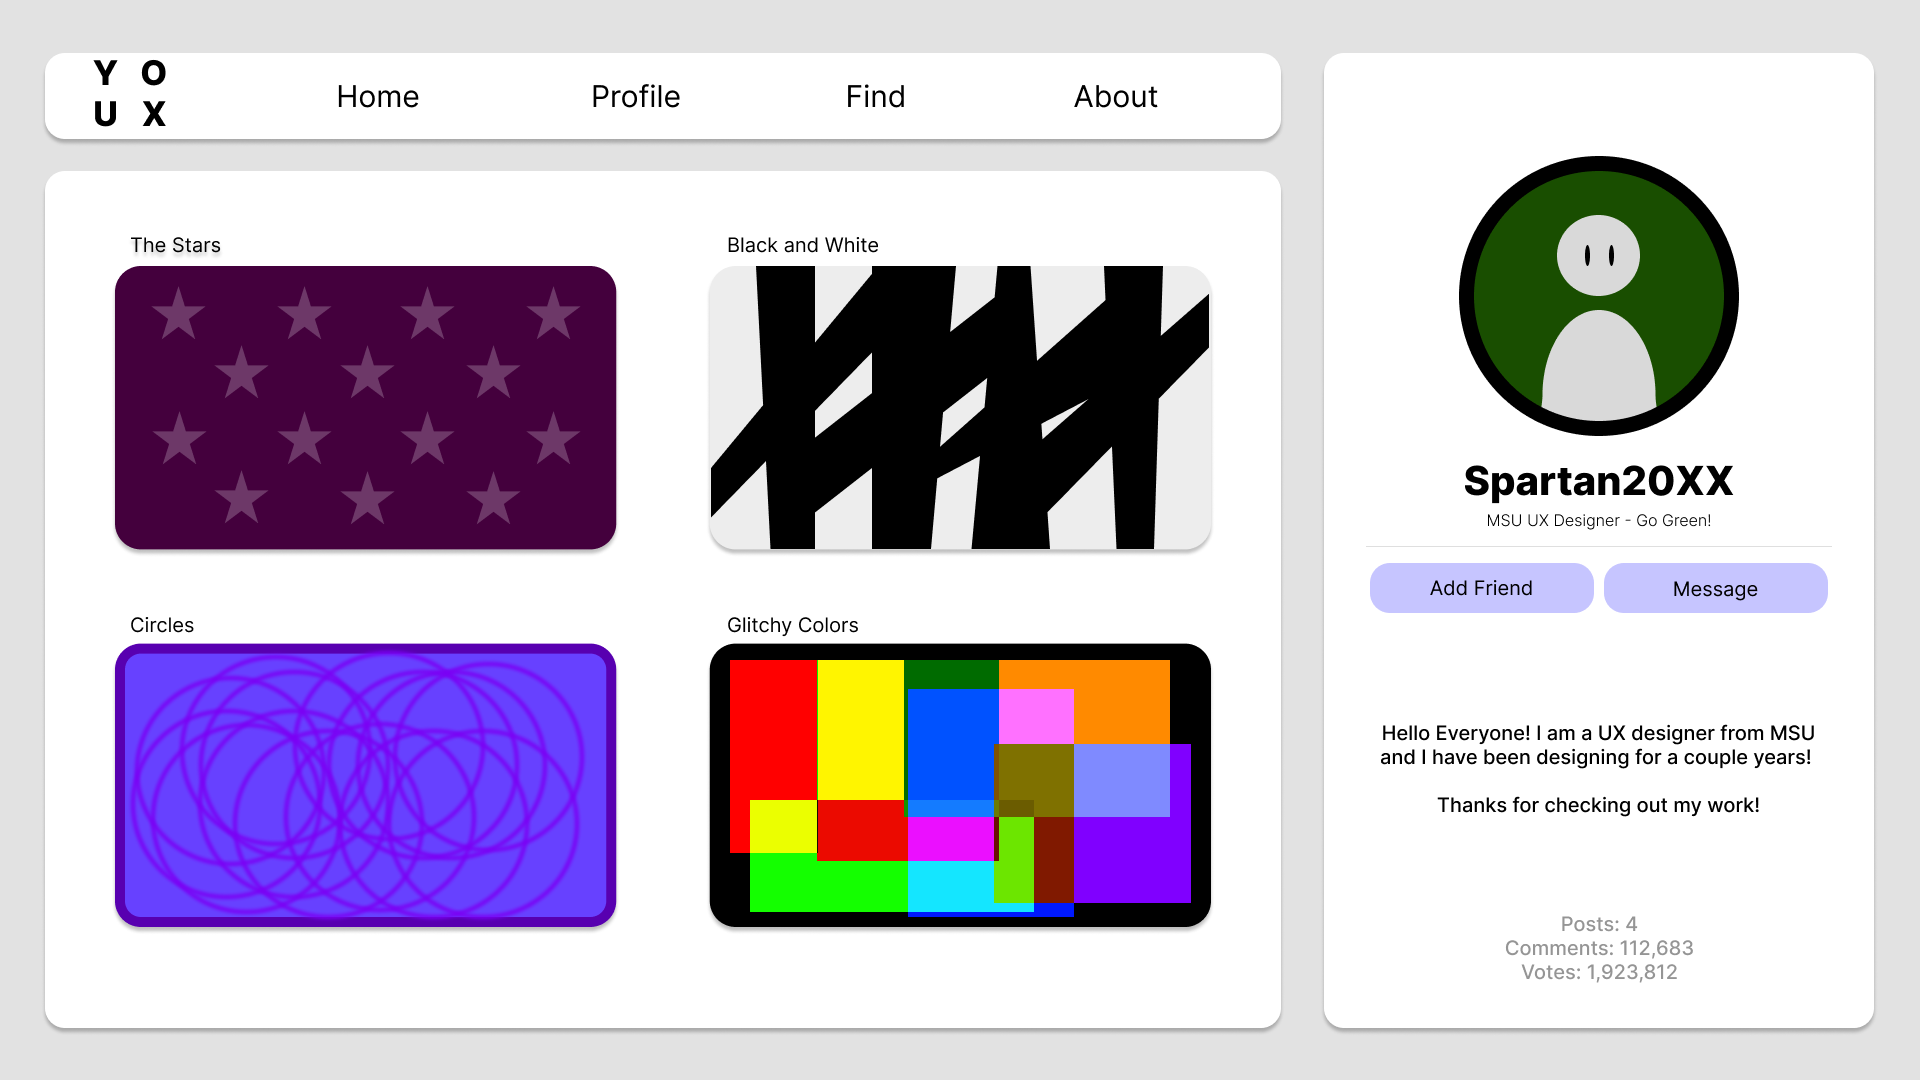 Y O
U X
Home
Profile
Find
About
The Stars
Black and White
Circles
Glitchy Colors
Spartan20XX
MSU UX Designer - Go Green!
Add Friend
Message
Hello Everyone! I am a UX designer from MSU
and I have been designing for a couple years!
Thanks for checking out my work!
Posts: 4
Comments: 112,683
Votes: 1,923,812